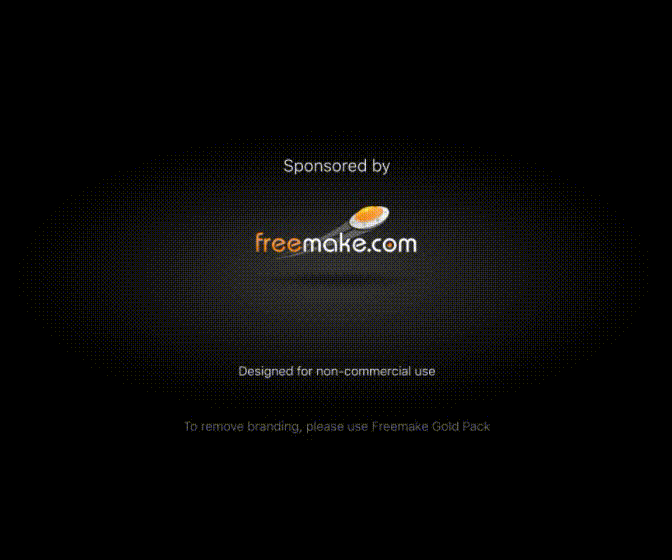 Sponsored by
freemake.com
Designed for non-commercial use
To remove branding, please use Freemake Gold Pack